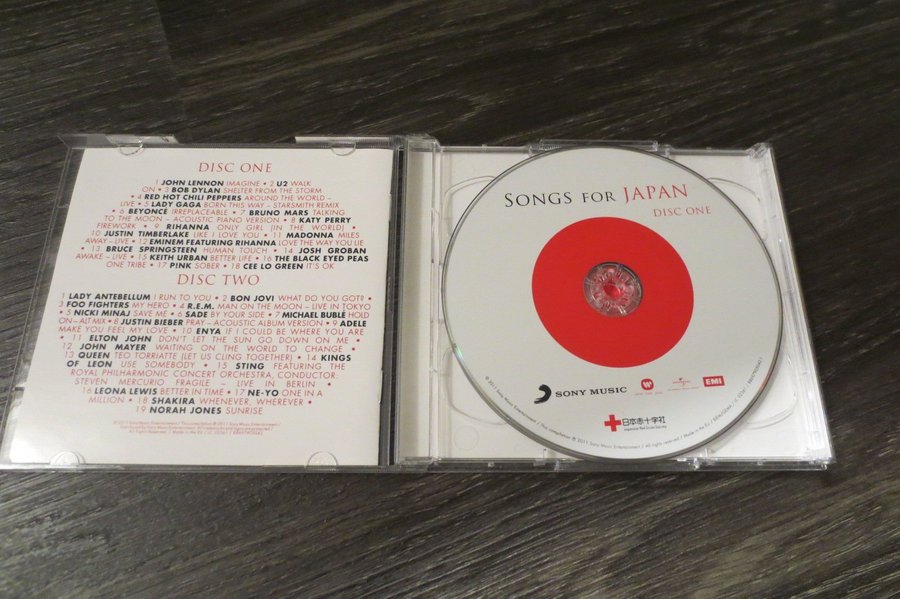 DISC ONE
1 JOHN LENNON IMAGINE • 2 U2 WALK
ON • 3 BOB DYLAN SHELTER FROM THE STORM
4 RED HOT CHILI PEPPERS AROUND THE WORLD –
LIVE • 5 LADY GAGA BORN THIS WAY – STARSMITH REMIX
6 BEYONCE IRREPLACEABLE • 7 BRUNO MARS TALKING
TO THE MOON – ACOUSTIC PIANO VERSION • 8 KATY PERRY
FIREWORK • 9 RIHANNA ONLY GIRL (IN THE WORLD) •
10 JUSTIN TIMBERLAKE LIKE I LOVE YOU • 11 MADONNA MILES
AWAY – LIVE • 12 EMINEM FEATURING RIHANNA LOVE THE WAY YOU LIE
• 13 BRUCE SPRINGSTEEN HUMAN TOUCH • 14 JOSH GROBAN
AWAKE – LIVE • 15 KEITH URBAN BETTER LIFE • 16 THE BLACK EYED PEAS
ONE TRIBE • 17 P!NK SOBER • 18 CEE LO GREEN IT'S OK
DISC TWO
1 LADY ANTEBELLUM I RUN TO YOU • 2 BON JOVI WHAT DO YOU GOT? •
3 FOO FIGHTERS MY HERO • 4 R.E.M. MAN ON THE MOON – LIVE IN TOKYO
• 5 NICKI MINAJ SAVE ME • 6 SADE BY YOUR SIDE • 7 MICHAEL BUBLÉ HOLD
ON – ALT MIX • 8 JUSTIN BIEBER PRAY – ACOUSTIC ALBUM VERSION • 9 ADELE
MAKE YOU FEEL MY LOVE • 10 ENYA IF I COULD BE WHERE YOU ARE
• 11 ELTON JOHN DON'T LET THE SUN GO DOWN ON ME •
12 JOHN MAYER WAITING ON THE WORLD TO CHANGE •
13 QUEEN TEO TORRIATTE (LET US CLING TOGETHER) • 14 KINGS
OF LEON USE SOMEBODY • 15 STING FEATURING THE
ROYAL PHILHARMONIC CONCERT ORCHESTRA, CONDUCTOR:
STEVEN MERCURIO FRAGILE – LIVE IN BERLIN •
16 LEONA LEWIS BETTER IN TIME • 17 NE-YO ONE IN A
MILLION • 18 SHAKIRA WHENEVER, WHEREVER •
19 NORAH JONES SUNRISE
SONGS FOR JAPAN
DISC ONE
SONY MUSIC
EMI
日本赤十字社
Japanese Red Cross Society